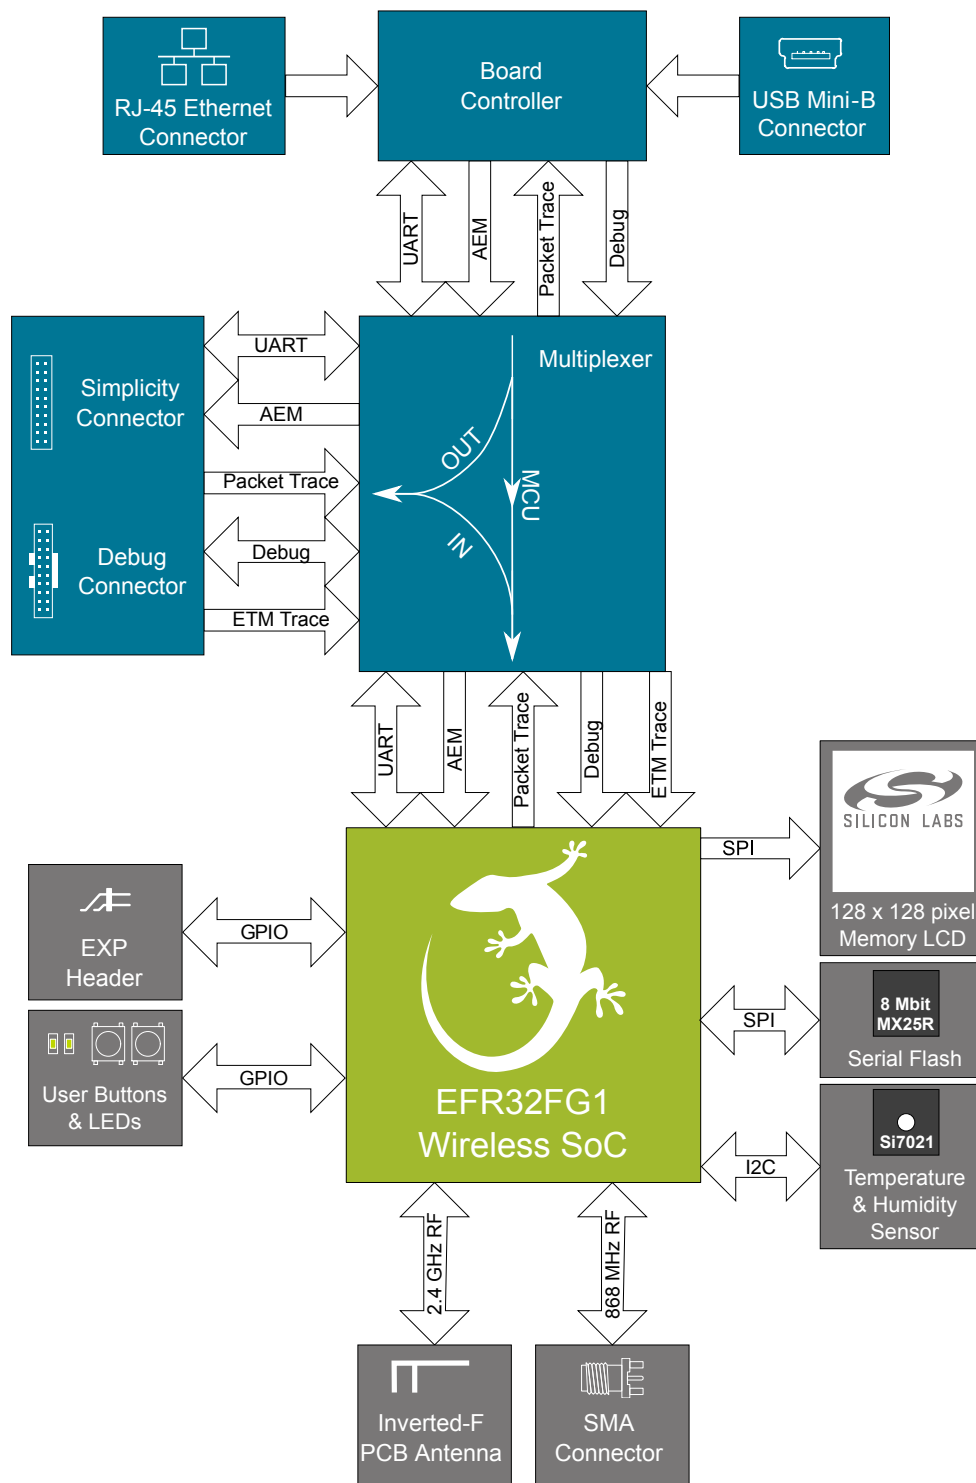 RJ-45 Ethernet
Connector
Board
Controller
USB Mini-B
Connector
UART
AEM
Packet Trace
Debug
Simplicity
Connector
Debug
Connector
UART
AEM
Packet Trace
Debug
ETM Trace
Multiplexer
OUT
MCU
IN
UART
AEM
Packet Trace
Debug
ETM Trace
EXP
Header
GPIO
User Buttons
& LEDs
GPIO
EFR32FG1
Wireless SoC
SPI
SILICON LABS
128 x 128 pixel
Memory LCD
SPI
8 Mbit
MX25R
Serial Flash
I2C
Si7021
Temperature
& Humidity
Sensor
2.4 GHz RF
868 MHz RF
Inverted-F
PCB Antenna
SMA
Connector